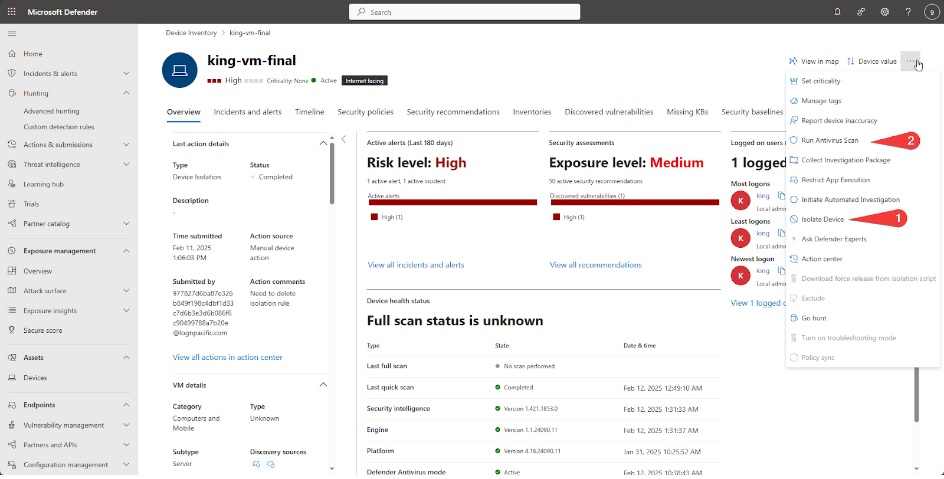 Microsoft Defender
Search
?
9
Home
Incidents & alerts
Hunting
Advanced hunting
Custom detection rules
Actions & submissions
Threat intelligence
Learning hub
Trials
Partner catalog
Exposure management
Overview
Attack surface
Exposure insights
Secure score
Assets
Devices
Endpoints
Vulnerability management
Partners and APIs
Configuration management
Device Inventory > king-vm-final
king-vm-final
High Criticality: None Active Internet facing
View in map Device value ...
Overview Incidents and alerts Timeline Security policies Security recommendations Inventories Discovered vulnerabilities Missing KBs Security baselines
Last action details
Type Status
Device Isolation Completed
Description
-
Time submitted Action source
Feb 11, 2025 Manual device
1:06:03 PM action
Submitted by Action comments
977827d6ba87e326 Need to delete
b849f198c4dbf1d33 isolation rule
c7d6b3e3d6b086f6
c90499788a7b20e
@lognpacific.com
View all actions in action center
VM details
Category Type
Computers and Unknown
Mobile
Subtype Discovery sources
Server
Active alerts (Last 180 days)
Risk level: High
1 active alert, 1 active incident
Active alerts
High (1)
View all incidents and alerts
Security assessments
Exposure level: Medium
50 active security recommendations
Discovered vulnerabilities (1)
High (1)
View all recommendations
Device health status
Full scan status is unknown
Type State Date & time
Last full scan No scan performed
Last quick scan Completed Feb 12, 2025 12:49:10 AM
Security intelligence Version 1.421.1853.0 Feb 12, 2025 1:31:33 AM
Engine Version 1.1.24090.11 Feb 12, 2025 1:31:37 AM
Platform Version 4.18.24090.11 Jan 31, 2025 10:25:52 AM
Defender Antivirus mode Active Feb 12, 2025 10:38:43 AM
Logged on users
1 logged
Most logons
K king
Local admin
Least logons
K king
Local admin
Newest logon
K king
Local admin
View 1 logged
Set criticality
Manage tags
Report device inaccuracy
Run Antivirus Scan
2
Collect Investigation Package
Restrict App Execution
Initiate Automated Investigation
Isolate Device
1
? Ask Defender Experts
Action center
Download force release from isolation script
Exclude
Go hunt
Turn on troubleshooting mode
Policy sync